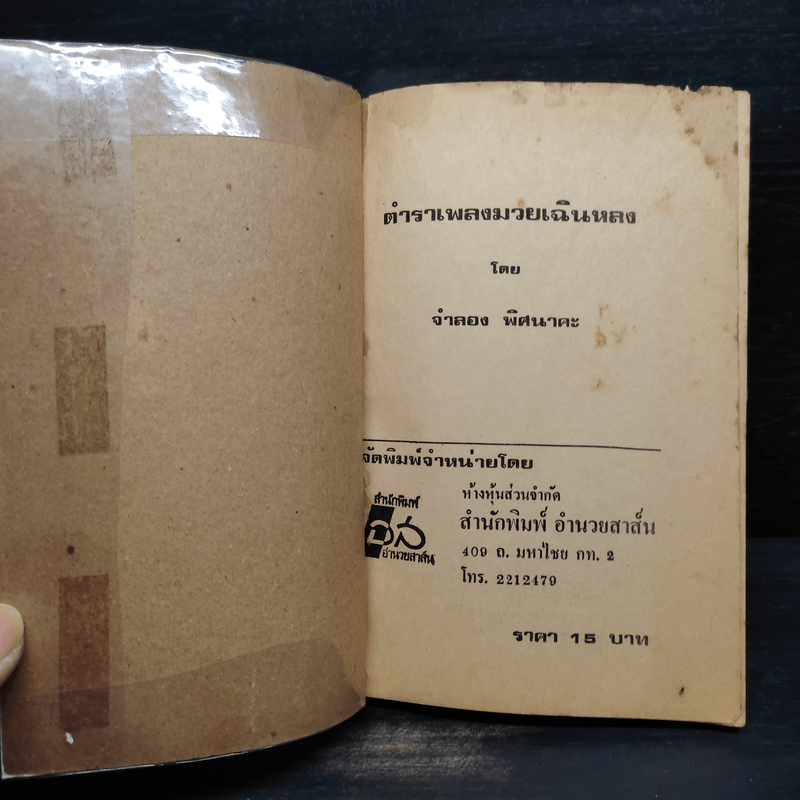 ตำราเพลงมวยเฉินหลง
โดย
จำลอง พิศนาคะ
จัดพิมพ์จำหน่ายโดย
สำนักพิมพ์
อส
อำนวยสาส์น
ห้างหุ้นส่วนจำกัด
สำนักพิมพ์ อำนวยสาส์น
409 ถ. มหาไชย กท. 2
โทร. 2212479
ราคา 15 บาท